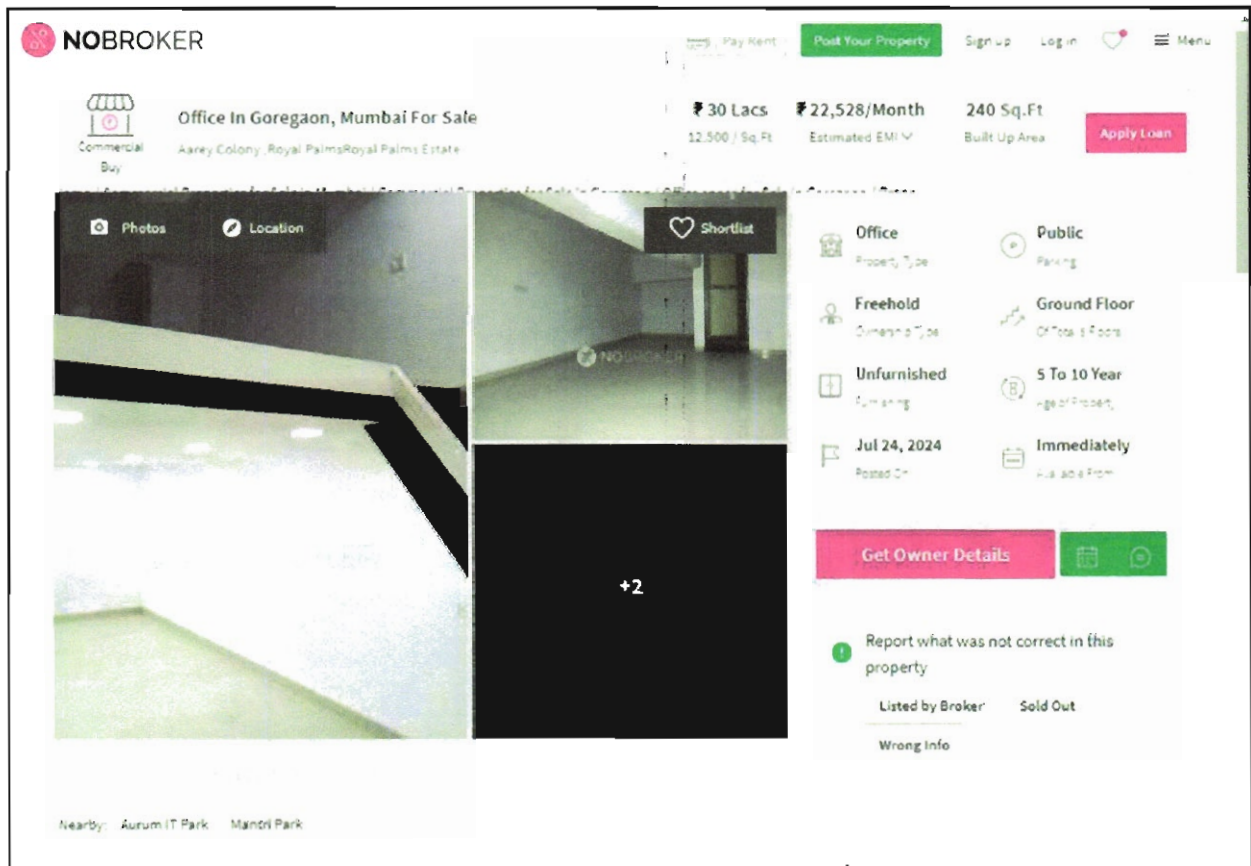 NOBROKER
Pay Rent Post Your Property Sign up Log in Menu
Office In Goregaon, Mumbai For Sale
Aarey Colony ,Royal PalmsRoyal Palms Estate
Commercial
Buy
₹ 30 Lacs ₹ 22,528/Month 240 Sq.Ft
12,500 / Sq.Ft Estimated EMI Built Up Area
Apply Loan
Photos Location Shortlist
NOBROKER
Office Public
Property Type Parking
Freehold Ground Floor
Ownership Type Of Total Floors
Unfurnished 5 To 10 Year
Furnishing Age of Property
Jul 24, 2024 Immediately
Posted On Available From
+2
Get Owner Details
Report what was not correct in this
property
Listed by Broker Sold Out
Wrong Info
Nearby: Aurum IT Park Mantri Park